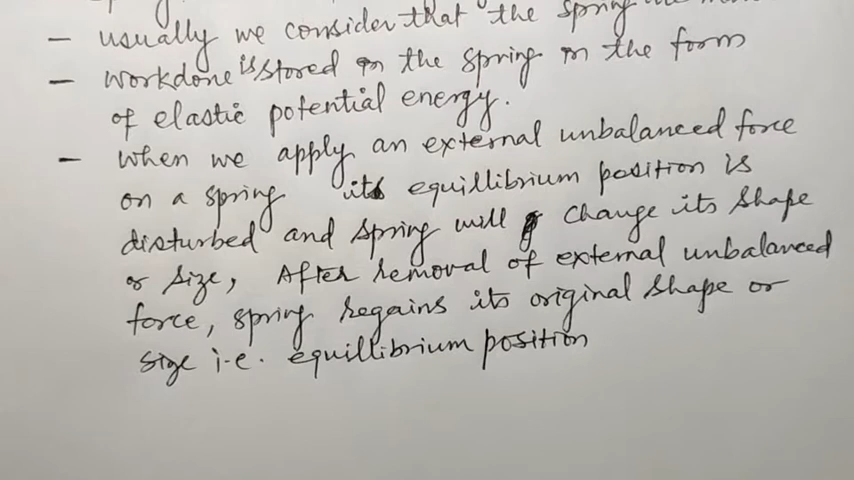 - usually we consider that the spring
- workdone is stored in the spring in the form
of elastic potential energy.
- when we apply an external unbalanced force
on a spring its equillibrium position is
disturbed and spring will change its shape
or size, After removal of external unbalanced
force, spring regains its original shape or
size i.e. equillibrium position